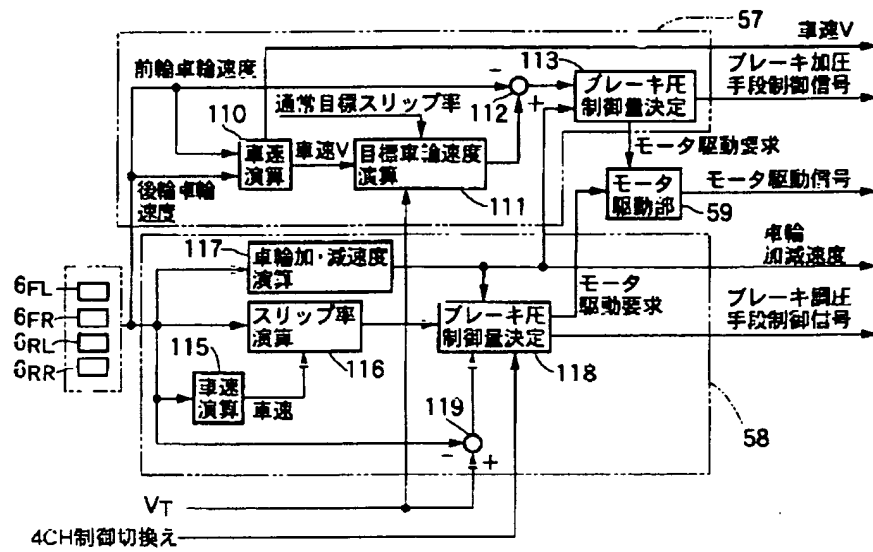 57
車速V
前輪車輪速度
113
ブレーキ加圧
手段制御信号
ブレーキ圧
制御量決定
112
通常目標スリップ率
110
車速
演算
車速V
目標車輪速度
演算
111
モータ駆動要求
モータ
駆動部
59
モータ駆動信号
後輪車輪
速度
117
車輪加・減速度
演算
車輪
加減速度
モータ
駆動要求
ブレーキ調圧
手段制御信号
6FL
6FR
6RL
6RR
スリップ率
演算
116
ブレーキ圧
制御量決定
118
115
車速
演算
車速
119
58
VT
4CH制御切換え